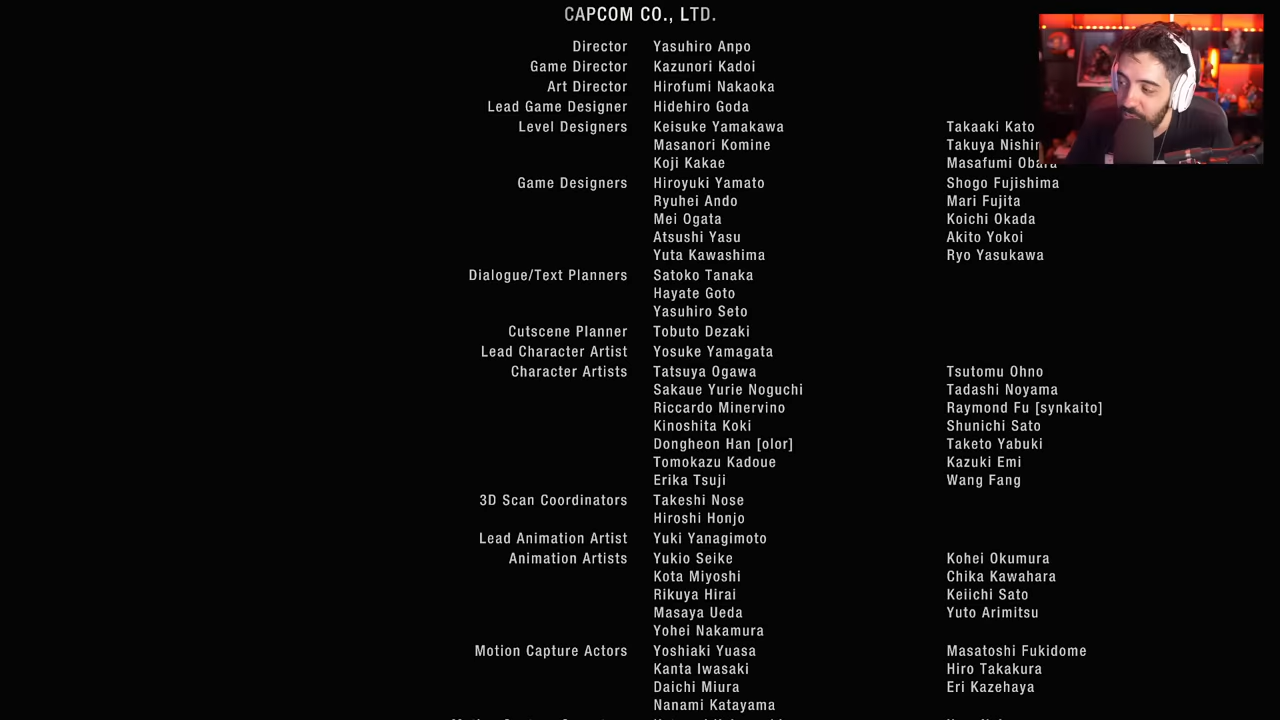 CAPCOM CO., LTD.
Director Yasuhiro Anpo
Game Director Kazunori Kadoi
Art Director Hirofumi Nakaoka
Lead Game Designer Hidehiro Goda
Level Designers Keisuke Yamakawa Takaaki Kato
Masanori Komine Takuya
Koji Kakae Masafumi Obara
Game Designers Hiroyuki Yamato Shogo Fujishima
Ryuhei Ando Mari Fujita
Mei Ogata Koichi Okada
Atsushi Yasu Akito Yokoi
Yuta Kawashima Ryo Yasukawa
Dialogue/Text Planners Satoko Tanaka
Hayate Goto
Yasuhiro Seto
Cutscene Planner Tobuto Dezaki
Lead Character Artist Yosuke Yamagata
Character Artists Tatsuya Ogawa Tsutomu Ohno
Sakaue Yurie Noguchi Tadashi Noyama
Riccardo Minervino Raymond Fu [synkaito]
Kinoshita Koki Shunichi Sato
Dongheon Han [olor] Taketo Yabuki
Tomokazu Kadoue Kazuki Emi
Erika Tsuji Wang Fang
3D Scan Coordinators Takeshi Nose
Hiroshi Honjo
Lead Animation Artist Yuki Yanagimoto
Animation Artists Yukio Seike Kohei Okumura
Kota Miyoshi Chika Kawahara
Rikuya Hirai Keiichi Sato
Masaya Ueda Yuto Arimitsu
Yohei Nakamura
Motion Capture Actors Yoshiaki Yuasa Masatoshi Fukidome
Kanta Iwasaki Hiro Takakura
Daichi Miura Eri Kazehaya
Nanami Katayama